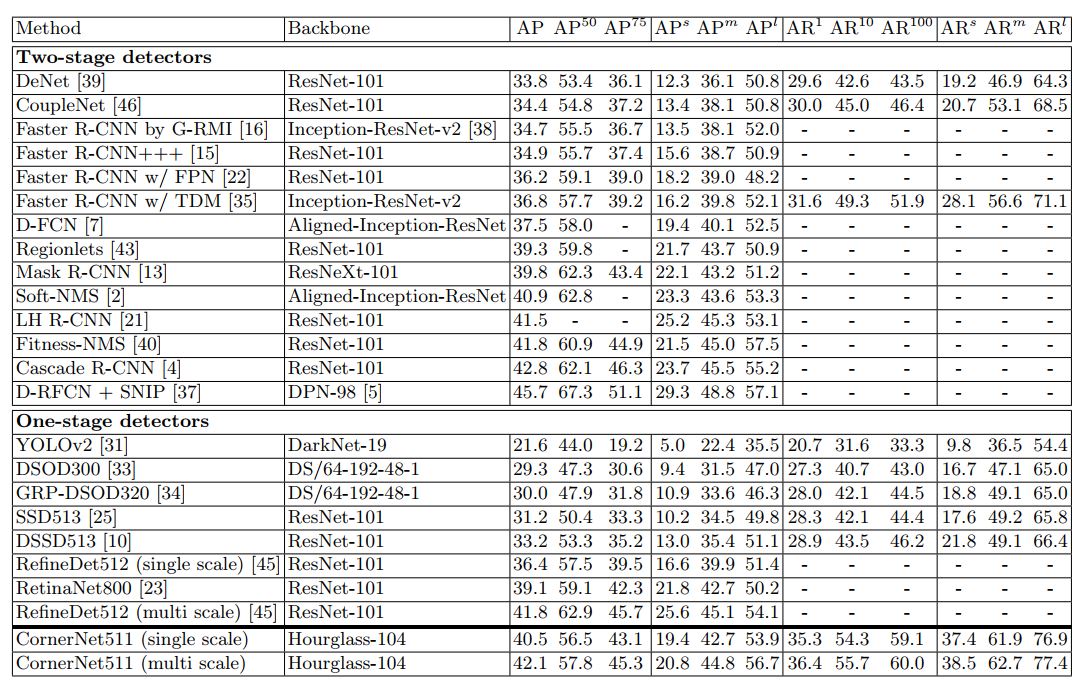 Method Backbone AP AP50 AP75 APs APm APl AR1 AR10 AR100 ARs ARm ARl
Two-stage detectors
DeNet [39] ResNet-101 33.8 53.4 36.1 12.3 36.1 50.8 29.6 42.6 43.5 19.2 46.9 64.3
CoupleNet [46] ResNet-101 34.4 54.8 37.2 13.4 38.1 50.8 30.0 45.0 46.4 20.7 53.1 68.5
Faster R-CNN by G-RMI [16] Inception-ResNet-v2 [38] 34.7 55.5 36.7 13.5 38.1 52.0 - - - - - -
Faster R-CNN+++ [15] ResNet-101 34.9 55.7 37.4 15.6 38.7 50.9 - - - - - -
Faster R-CNN w/ FPN [22] ResNet-101 36.2 59.1 39.0 18.2 39.0 48.2 - - - - - -
Faster R-CNN w/ TDM [35] Inception-ResNet-v2 36.8 57.7 39.2 16.2 39.8 52.1 31.6 49.3 51.9 28.1 56.6 71.1
D-FCN [7] Aligned-Inception-ResNet 37.5 58.0 - 19.4 40.1 52.5 - - - - - -
Regionlets [43] ResNet-101 39.3 59.8 - 21.7 43.7 50.9 - - - - - -
Mask R-CNN [13] ResNeXt-101 39.8 62.3 43.4 22.1 43.2 51.2 - - - - - -
Soft-NMS [2] Aligned-Inception-ResNet 40.9 62.8 - 23.3 43.6 53.3 - - - - - -
LH R-CNN [21] ResNet-101 41.5 - - 25.2 45.3 53.1 - - - - - -
Fitness-NMS [40] ResNet-101 41.8 60.9 44.9 21.5 45.0 57.5 - - - - - -
Cascade R-CNN [4] ResNet-101 42.8 62.1 46.3 23.7 45.5 55.2 - - - - - -
D-RFCN + SNIP [37] DPN-98 [5] 45.7 67.3 51.1 29.3 48.8 57.1 - - - - - -
One-stage detectors
YOLOv2 [31] DarkNet-19 21.6 44.0 19.2 5.0 22.4 35.5 20.7 31.6 33.3 9.8 36.5 54.4
DSOD300 [33] DS/64-192-48-1 29.3 47.3 30.6 9.4 31.5 47.0 27.3 40.7 43.0 16.7 47.1 65.0
GRP-DSOD320 [34] DS/64-192-48-1 30.0 47.9 31.8 10.9 33.6 46.3 28.0 42.1 44.5 18.8 49.1 65.0
SSD513 [25] ResNet-101 31.2 50.4 33.3 10.2 34.5 49.8 28.3 42.1 44.4 17.6 49.2 65.8
DSSD513 [10] ResNet-101 33.2 53.3 35.2 13.0 35.4 51.1 28.9 43.5 46.2 21.8 49.1 66.4
RefineDet512 (single scale) [45] ResNet-101 36.4 57.5 39.5 16.6 39.9 51.4 - - - - - -
RetinaNet800 [23] ResNet-101 39.1 59.1 42.3 21.8 42.7 50.2 - - - - - -
RefineDet512 (multi scale) [45] ResNet-101 41.8 62.9 45.7 25.6 45.1 54.1 - - - - - -
CornerNet511 (single scale) Hourglass-104 40.5 56.5 43.1 19.4 42.7 53.9 35.3 54.3 59.1 37.4 61.9 76.9
CornerNet511 (multi scale) Hourglass-104 42.1 57.8 45.3 20.8 44.8 56.7 36.4 55.7 60.0 38.5 62.7 77.4